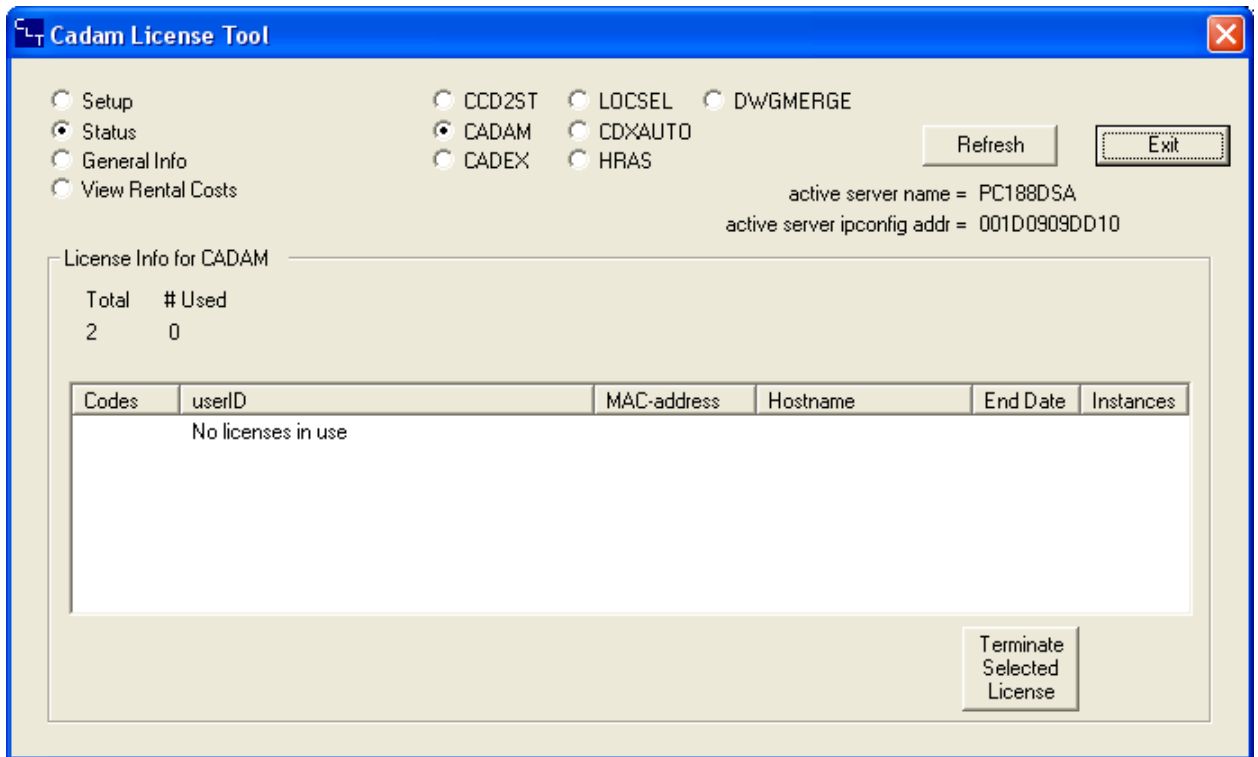 CLT Cadam License Tool
Setup
Status
General Info
View Rental Costs
CCD2ST LOCSEL DWGMERGE
CADAM CDXAUTO
CADEX HRAS
Refresh Exit
active server name = PC188DSA
active server ipconfig addr = 001D0909DD10
License Info for CADAM
Total # Used
2 0
Codes userID MAC-address Hostname End Date Instances
No licenses in use
Terminate
Selected
License